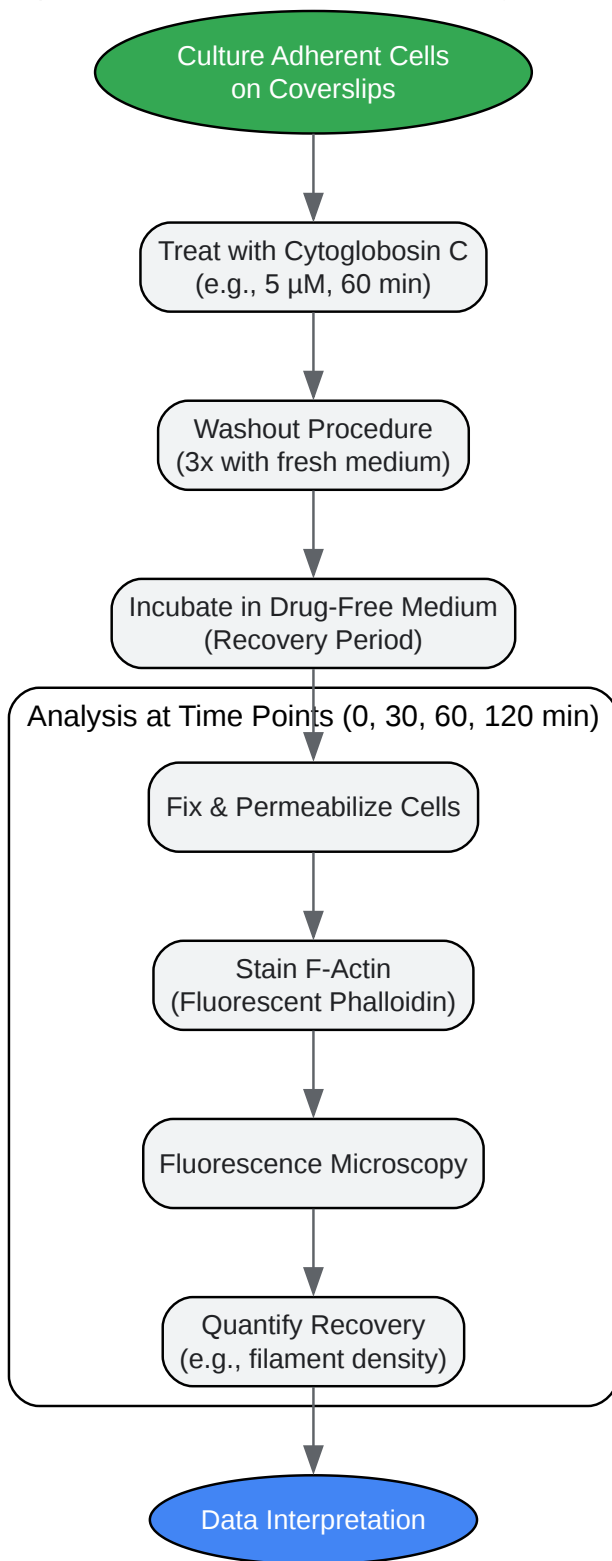 Culture Adherent Cells
on Coverslips
Treat with Cytoglobosin C
(e.g., 5 µM, 60 min)
Washout Procedure
(3x with fresh medium)
Incubate in Drug-Free Medium
(Recovery Period)
Analysis at Time Points (0, 30, 60, 120 min)
Fix & Permeabilize Cells
Stain F-Actin
(Fluorescent Phalloidin)
Fluorescence Microscopy
Quantify Recovery
(e.g., filament density)
Data Interpretation